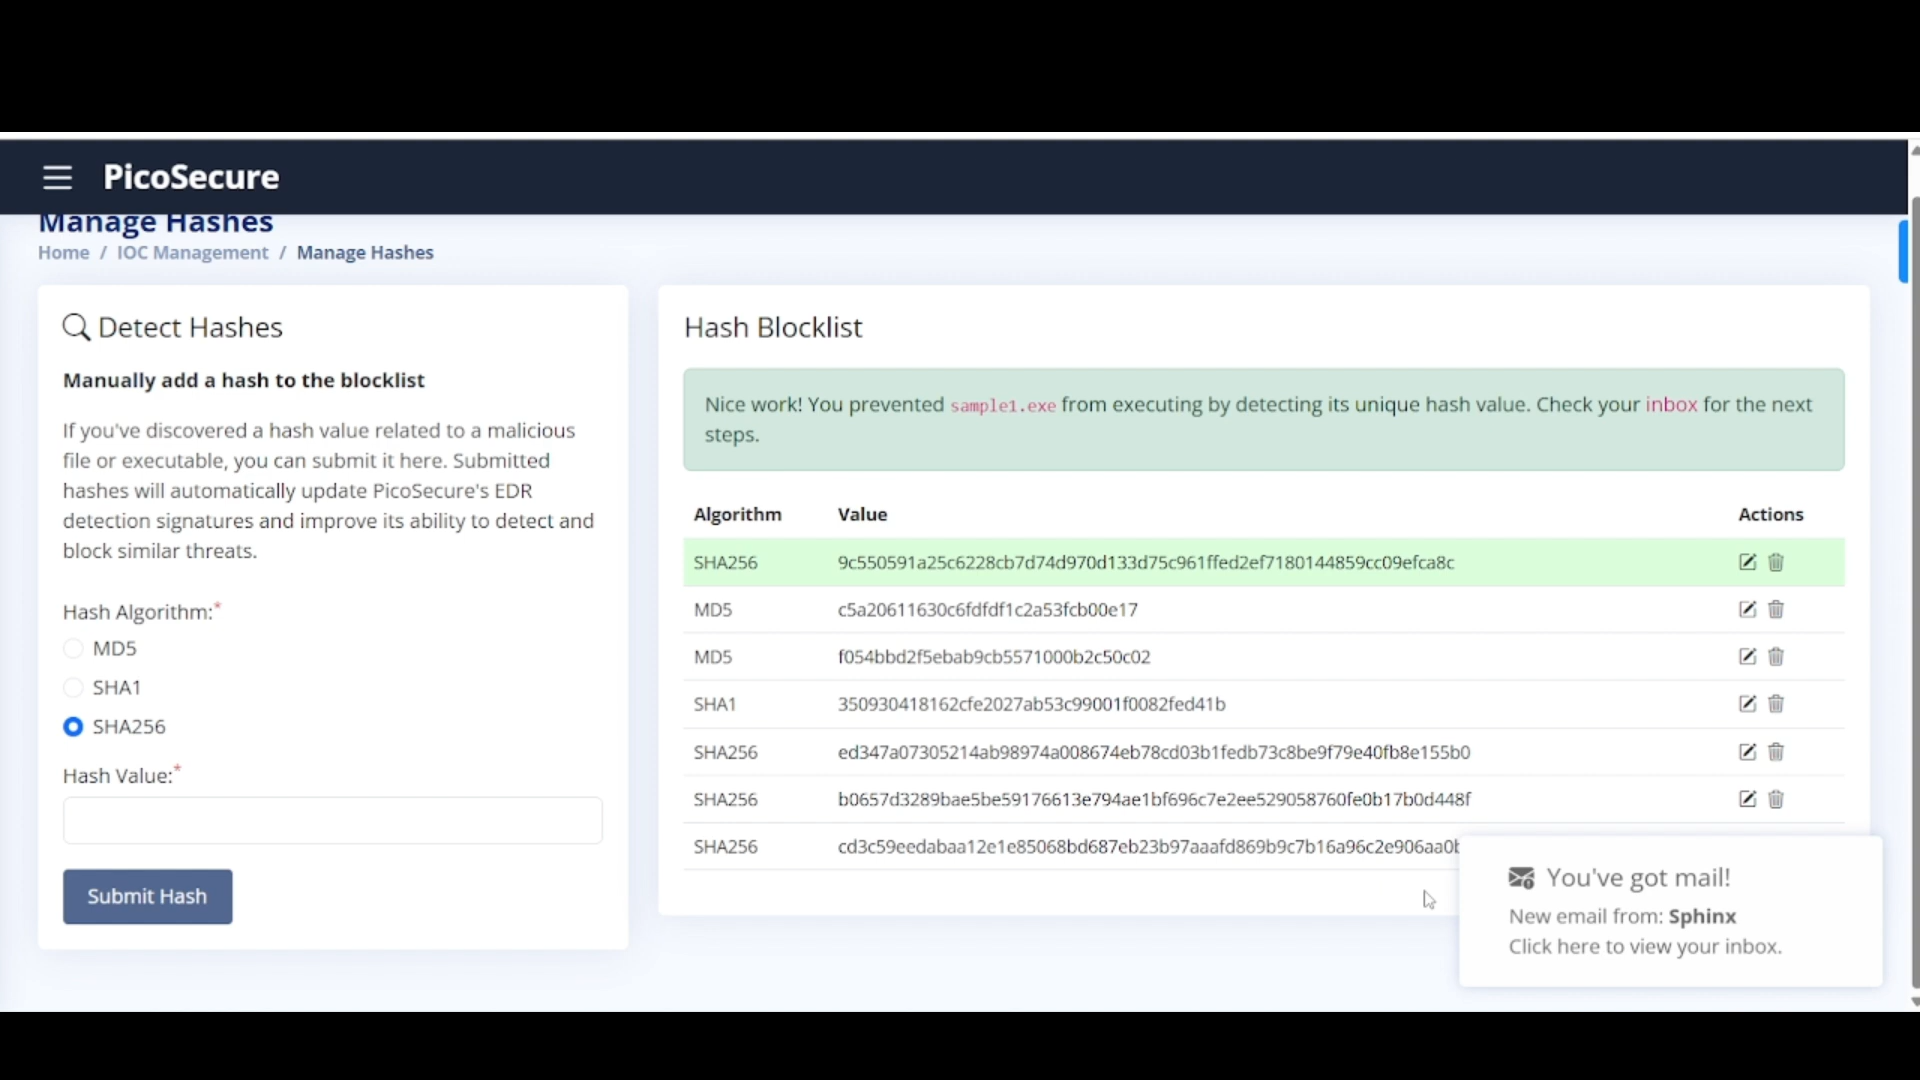 PicoSecure
Manage Hashes
Home / IOC Management / Manage Hashes
Detect Hashes
Manually add a hash to the blocklist
If you've discovered a hash value related to a malicious
file or executable, you can submit it here. Submitted
hashes will automatically update PicoSecure's EDR
detection signatures and improve its ability to detect and
block similar threats.
Hash Algorithm:*
MD5
SHA1
SHA256
Hash Value:*
Submit Hash
Hash Blocklist
Nice work! You prevented sample1.exe from executing by detecting its unique hash value. Check your inbox for the next
steps.
Algorithm Value Actions
SHA256 9c550591a25c6228cb7d74d970d133d75c961ffed2ef7180144859cc09efca8c
MD5 c5a20611630c6fdfdf1c2a53fcb00e17
MD5 f054bbd2f5ebab9cb5571000b2c50c02
SHA1 350930418162cfe2027ab53c99001f0082fed41b
SHA256 ed347a07305214ab98974a008674eb78cd03b1fedb73c8be9f79e40fb8e155b0
SHA256 b0657d3289bae5be59176613e794ae1bf696c7e2ee529058760fe0b17b0d448f
SHA256
You've got mail!
New email from: Sphinx
Click here to view your inbox.